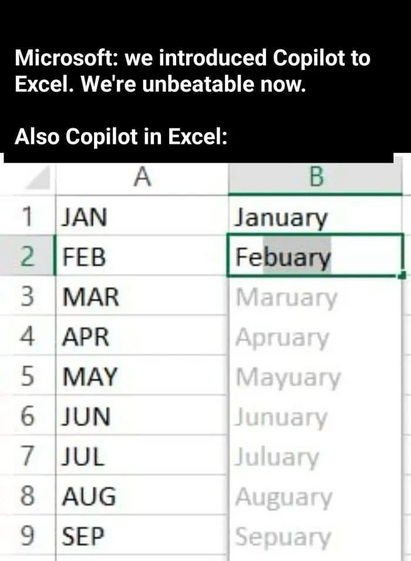 Microsoft: we introduced Copilot to
Excel. We're unbeatable now.
Also Copilot in Excel:
A B
1 JAN January
2 FEB Febuary
3 MAR Maruary
4 APR Apruary
5 MAY Mayuary
6 JUN Junuary
7 JUL Juluary
8 AUG Auguary
9 SEP Sepuary